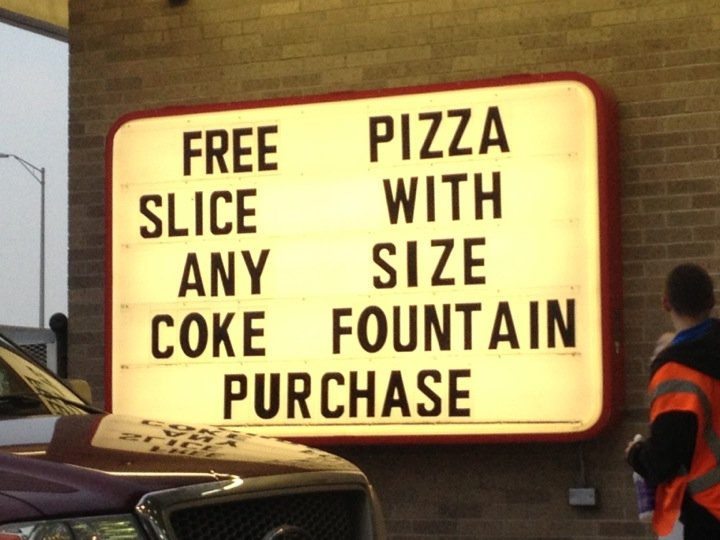 FREE PIZZA
SLICE WITH
ANY SIZE
COKE FOUNTAIN
PURCHASE